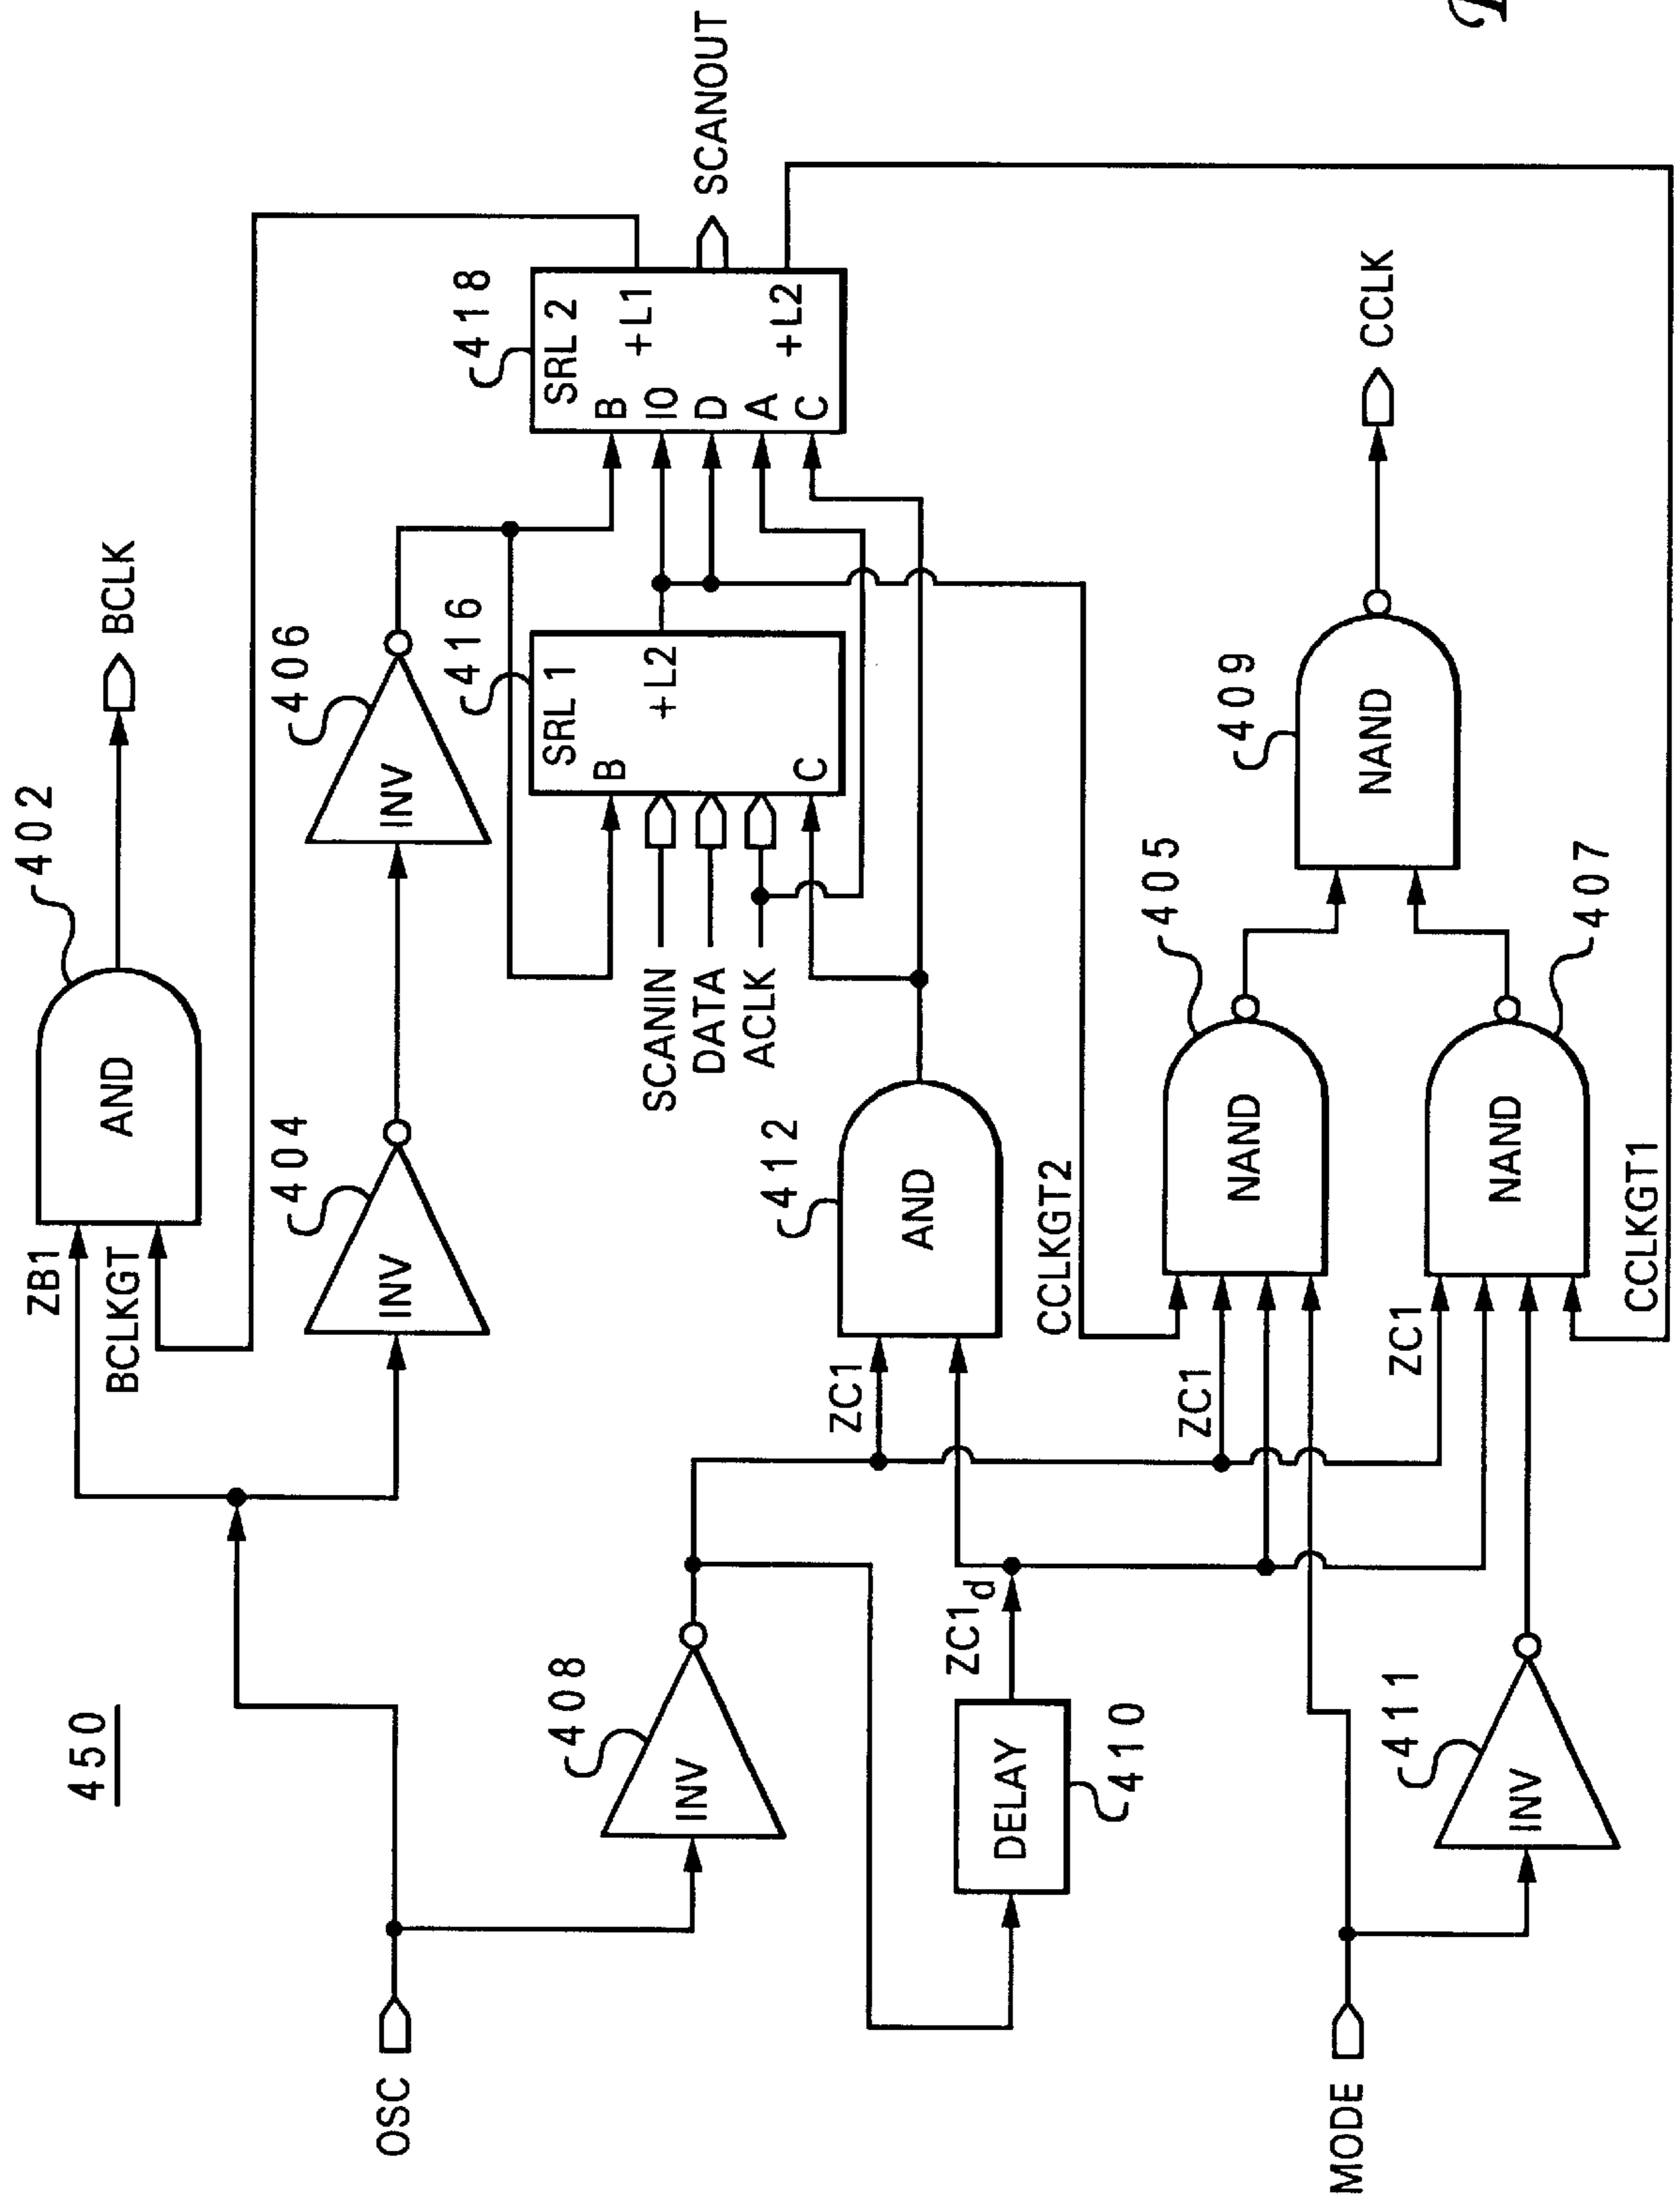 450
OSC
MODE
ZB1
BCLKGT
AND
402
BCLK
INV
404
INV
406
INV
408
DELAY
410
ZC1d
INV
411
ZC1
AND
412
SCANIN
DATA
ACLK
SRL 1
B
+L2
C
416
SRL 2
B
IO
D
A
C
+L1
+L2
418
SCANOUT
CCLKGT2
ZC1
NAND
405
ZC1
NAND
407
CCLKGT1
NAND
409
CCLK